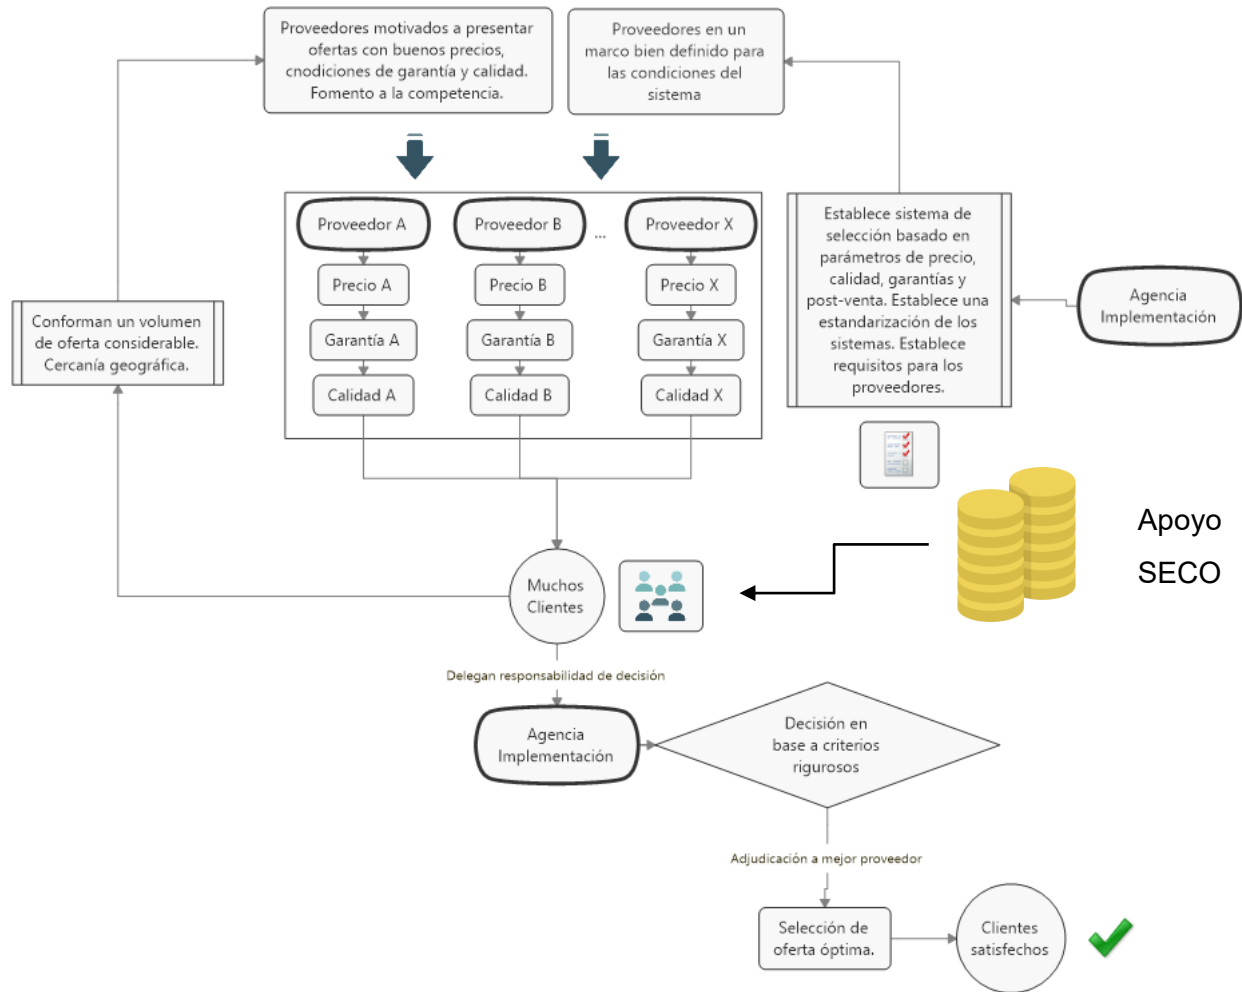 Proveedores motivados a presentar
ofertas con buenos precios,
cnodiciones de garantía y calidad.
Fomento a la competencia.
Proveedores en un
marco bien definido para
las condiciones del
sistema
Proveedor A
Proveedor B
...
Proveedor X
Precio A
Precio B
Precio X
Garantía A
Garantía B
Garantía X
Calidad A
Calidad B
Calidad X
Establece sistema de
selección basado en
parámetros de precio,
calidad, garantías y
post-venta. Establece una
estandarización de los
sistemas. Establece
requisitos para los
proveedores.
Agencia
Implementación
Conforman un volumen
de oferta considerable.
Cercanía geográfica.
Apoyo
SECO
Muchos
Clientes
Delegan responsabilidad de decisión
Agencia
Implementación
Decisión en
base a criterios
rigurosos
Adjudicación a mejor proveedor
Selección de
oferta óptima.
Clientes
satisfechos